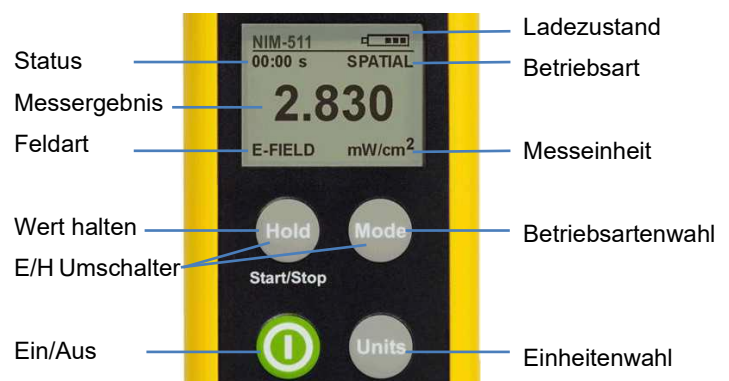 Ladezustand
NIM-511
Status
00:00 s SPATIAL
Betriebsart
Messergebnis
2.830
Feldart
E-FIELD mW/cm²
Messeinheit
Wert halten
Hold Mode
Betriebsartenwahl
E/H Umschalter
Start/Stop
Ein/Aus
Units
Einheitenwahl